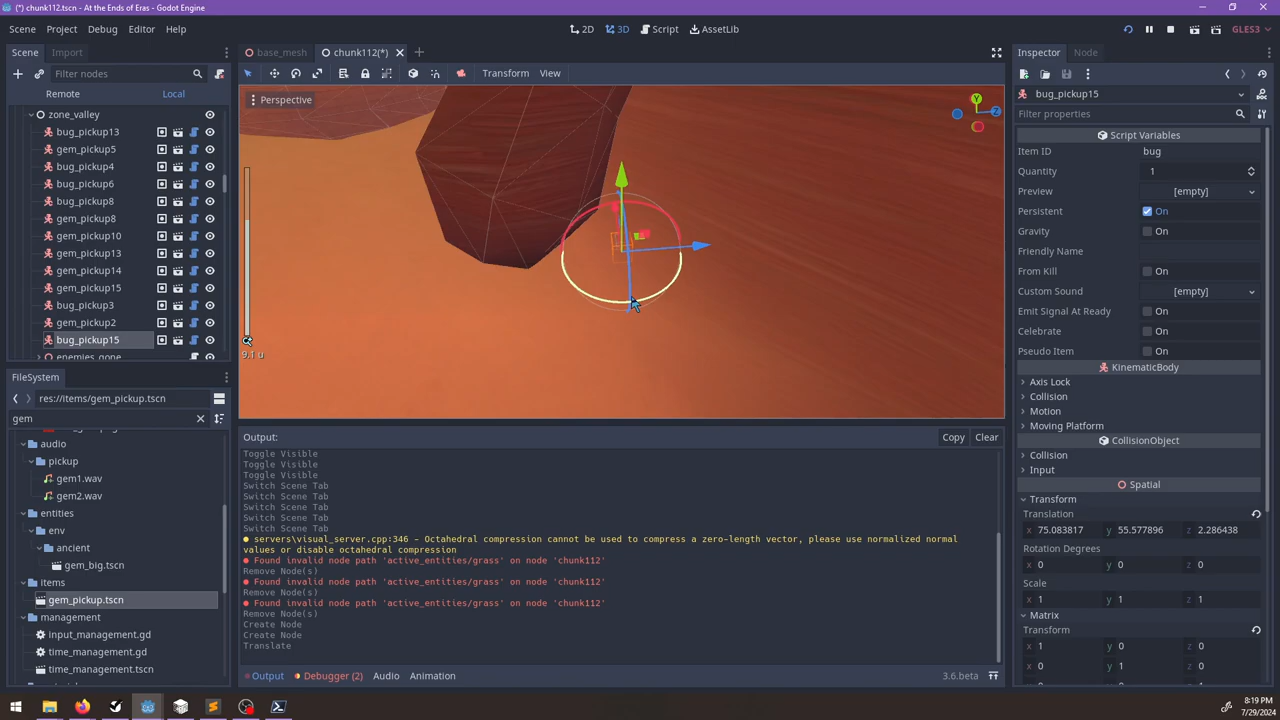 (*) chunk112.tscn - At the Ends of Eras - Godot Engine
Scene Project Debug Editor Help
2D 3D Script AssetLib
GLES3
Scene Import
base_mesh chunk112(*)
Inspector Node
Filter nodes
Transform View
Remote Local
bug_pickup15
zone_valley
bug_pickup13
gem_pickup5
bug_pickup4
bug_pickup6
bug_pickup8
gem_pickup8
gem_pickup10
gem_pickup13
gem_pickup14
gem_pickup15
bug_pickup3
gem_pickup2
bug_pickup15
enemies_gone
Perspective
Y
Z
9.1 u
Filter properties
Script Variables
Item ID bug
Quantity 1
Preview [empty]
Persistent On
Gravity On
Friendly Name
From Kill On
Custom Sound [empty]
Emit Signal At Ready On
Celebrate On
Pseudo Item On
KinematicBody
Axis Lock
Collision
Motion
Moving Platform
CollisionObject
Collision
Input
Spatial
Transform
Translation
x 75.083817 y 55.577896 z 2.286438
Rotation Degrees
x 0 y 0 z 0
Scale
x 1 y 1 z 1
Matrix
Transform
x 1 y 0 z 0
x 0 y 1 z 0
FileSystem
res://items/gem_pickup.tscn
gem
audio
pickup
gem1.wav
gem2.wav
entities
env
ancient
gem_big.tscn
items
gem_pickup.tscn
management
input_management.gd
time_management.gd
time_management.tscn
Output:
Copy Clear
Toggle Visible
Toggle Visible
Toggle Visible
Switch Scene Tab
Switch Scene Tab
Switch Scene Tab
Switch Scene Tab
Switch Scene Tab
servers\visual_server.cpp:346 - Octahedral compression cannot be used to compress a zero-length vector, please use normalized normal
values or disable octahedral compression
Found invalid node path 'active_entities/grass' on node 'chunk112'
Remove Node(s)
Found invalid node path 'active_entities/grass' on node 'chunk112'
Remove Node(s)
Found invalid node path 'active_entities/grass' on node 'chunk112'
Remove Node(s)
Create Node
Create Node
Translate
Output Debugger (2) Audio Animation
3.6.beta
8:19 PM
7/29/2024